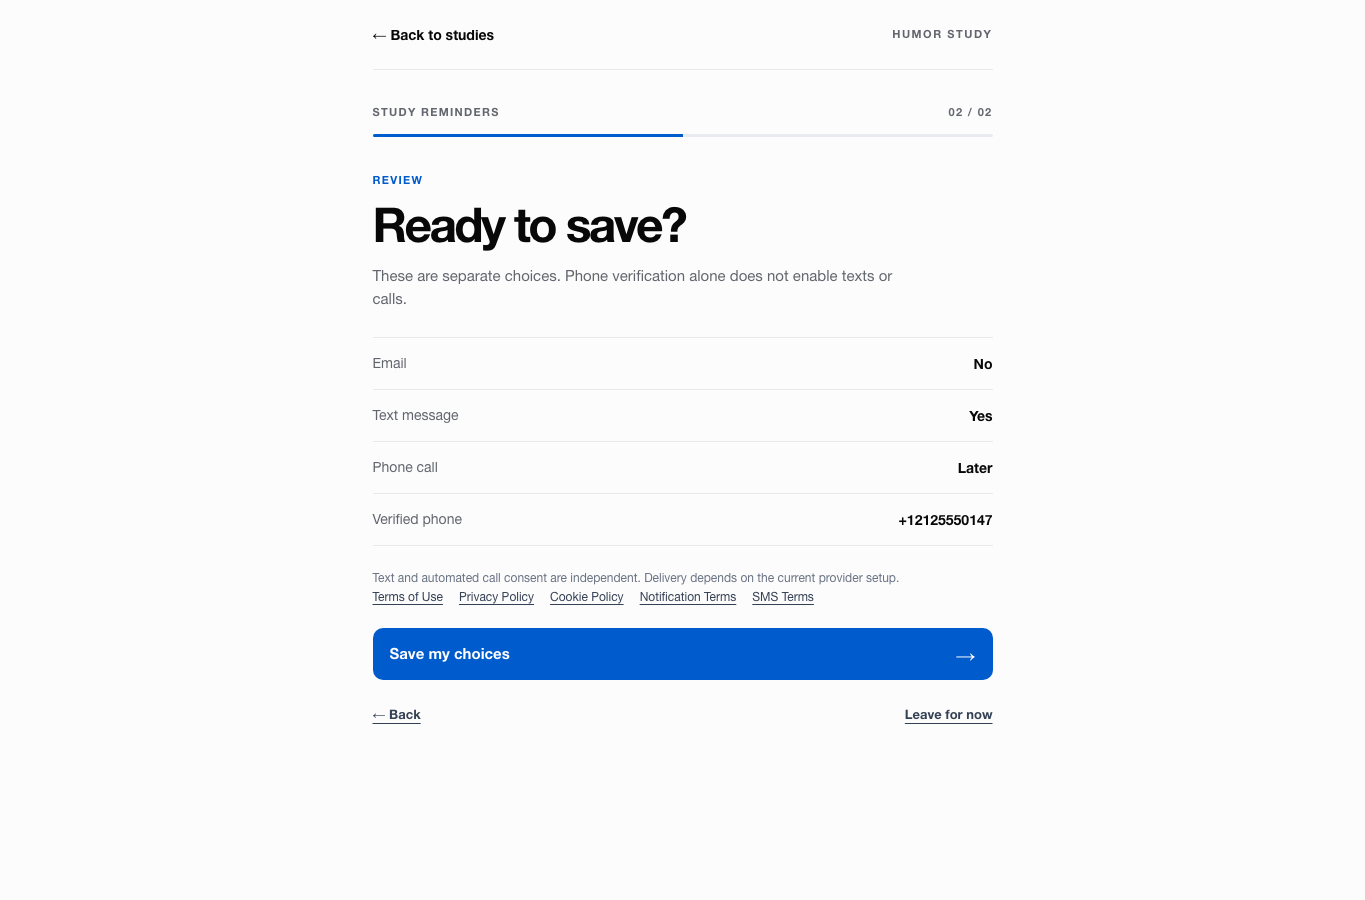 ← Back to studies
HUMOR STUDY
STUDY REMINDERS
02 / 02
REVIEW
Ready to save?
These are separate choices. Phone verification alone does not enable texts or
calls.
Email
No
Text message
Yes
Phone call
Later
Verified phone
+12125550147
Text and automated call consent are independent. Delivery depends on the current provider setup.
Terms of Use Privacy Policy Cookie Policy Notification Terms SMS Terms
Save my choices →
← Back
Leave for now